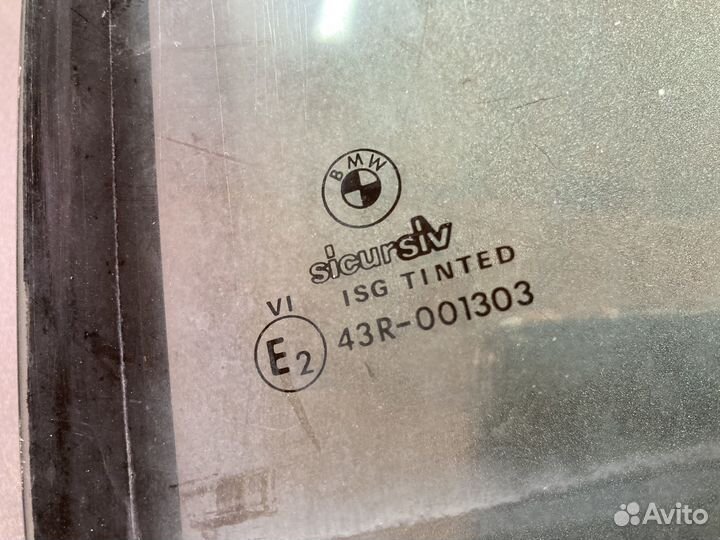 BMW
sicursiv
ISG TINTED
VI
E2 43R-001303
Avito